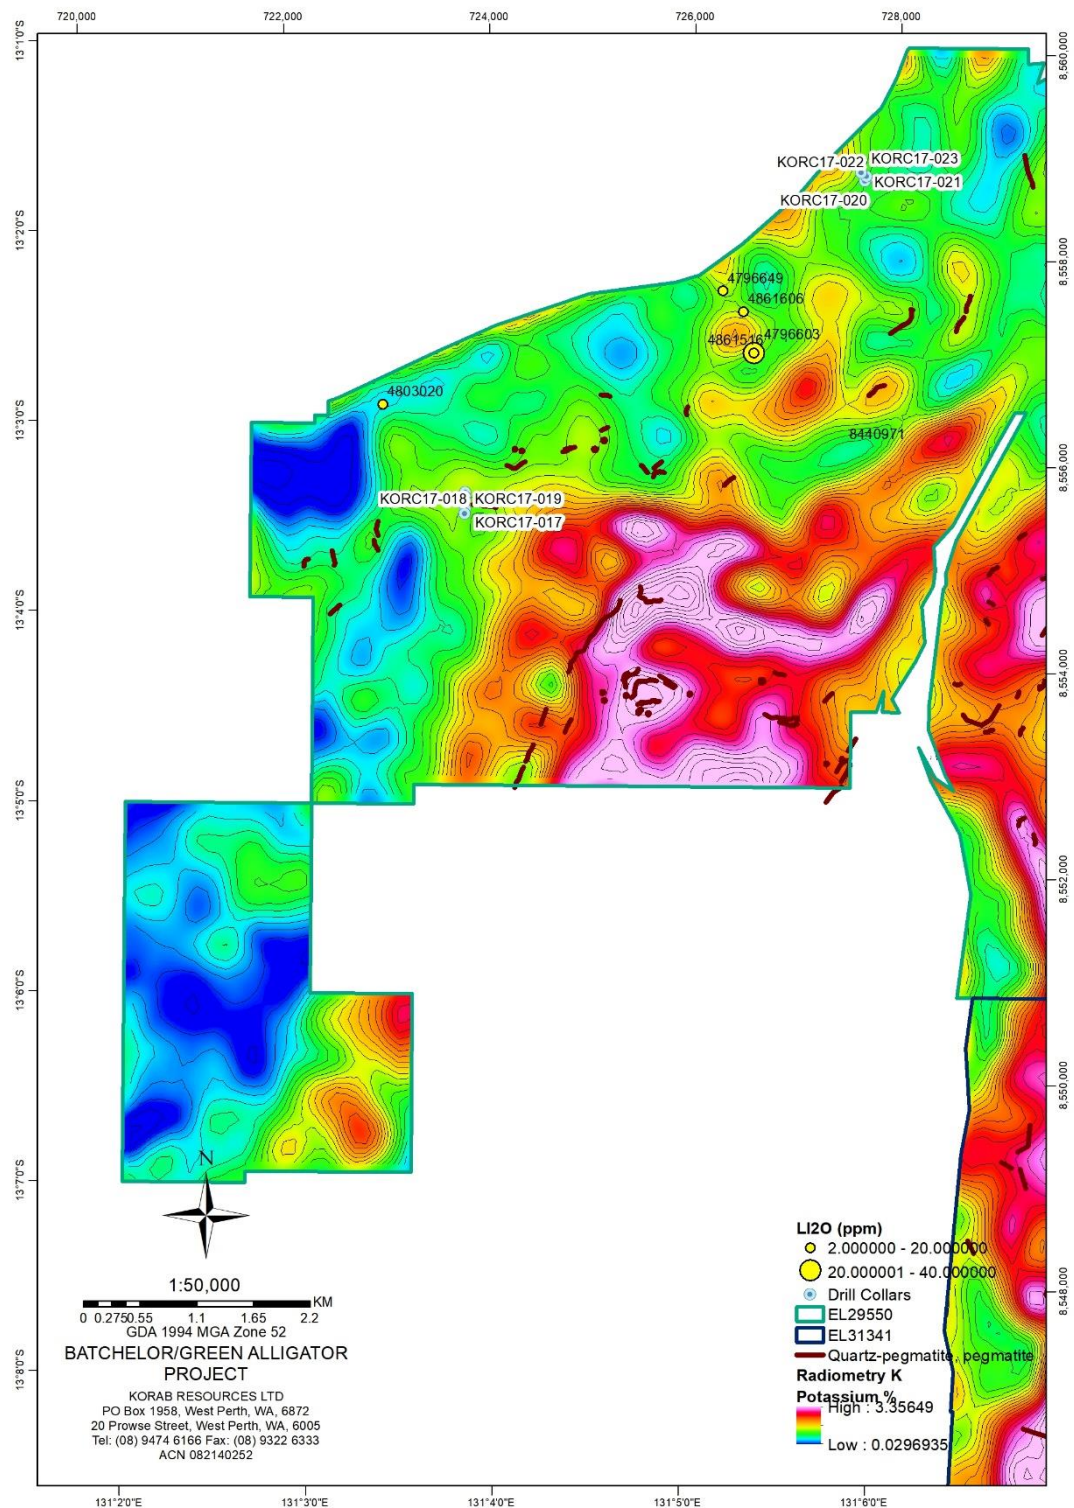 720,000
722,000
724,000
726,000
728,000
13°1'0"S
8,560,000
KORC17-022
KORC17-023
KORC17-021
KORC17-020
13°2'0"S
8,558,000
4796649
4861606
4796603
4861516
4803020
13°3'0"S
8440971
8,556,000
KORC17-018
KORC17-019
KORC17-017
13°4'0"S
8,554,000
13°5'0"S
8,552,000
13°6'0"S
8,550,000
13°7'0"S
N
LI2O (ppm)
2.000000 - 20.000000
20.000001 - 40.000000
Drill Collars
EL29550
EL31341
Quartz-pegmatite, pegmatite
Radiometry K
Potassium %
High : 3.35649
Low : 0.0296935
8,548,000
1:50,000
KM
0 0.2750.55 1.1 1.65 2.2
GDA 1994 MGA Zone 52
BATCHELOR/GREEN ALLIGATOR
PROJECT
13°8'0"S
KORAB RESOURCES LTD
PO Box 1958, West Perth, WA, 6872
20 Prowse Street, West Perth, WA, 6005
Tel: (08) 9474 6166 Fax: (08) 9322 6333
ACN 082140252
131°2'0"E
131°3'0"E
131°4'0"E
131°5'0"E
131°6'0"E